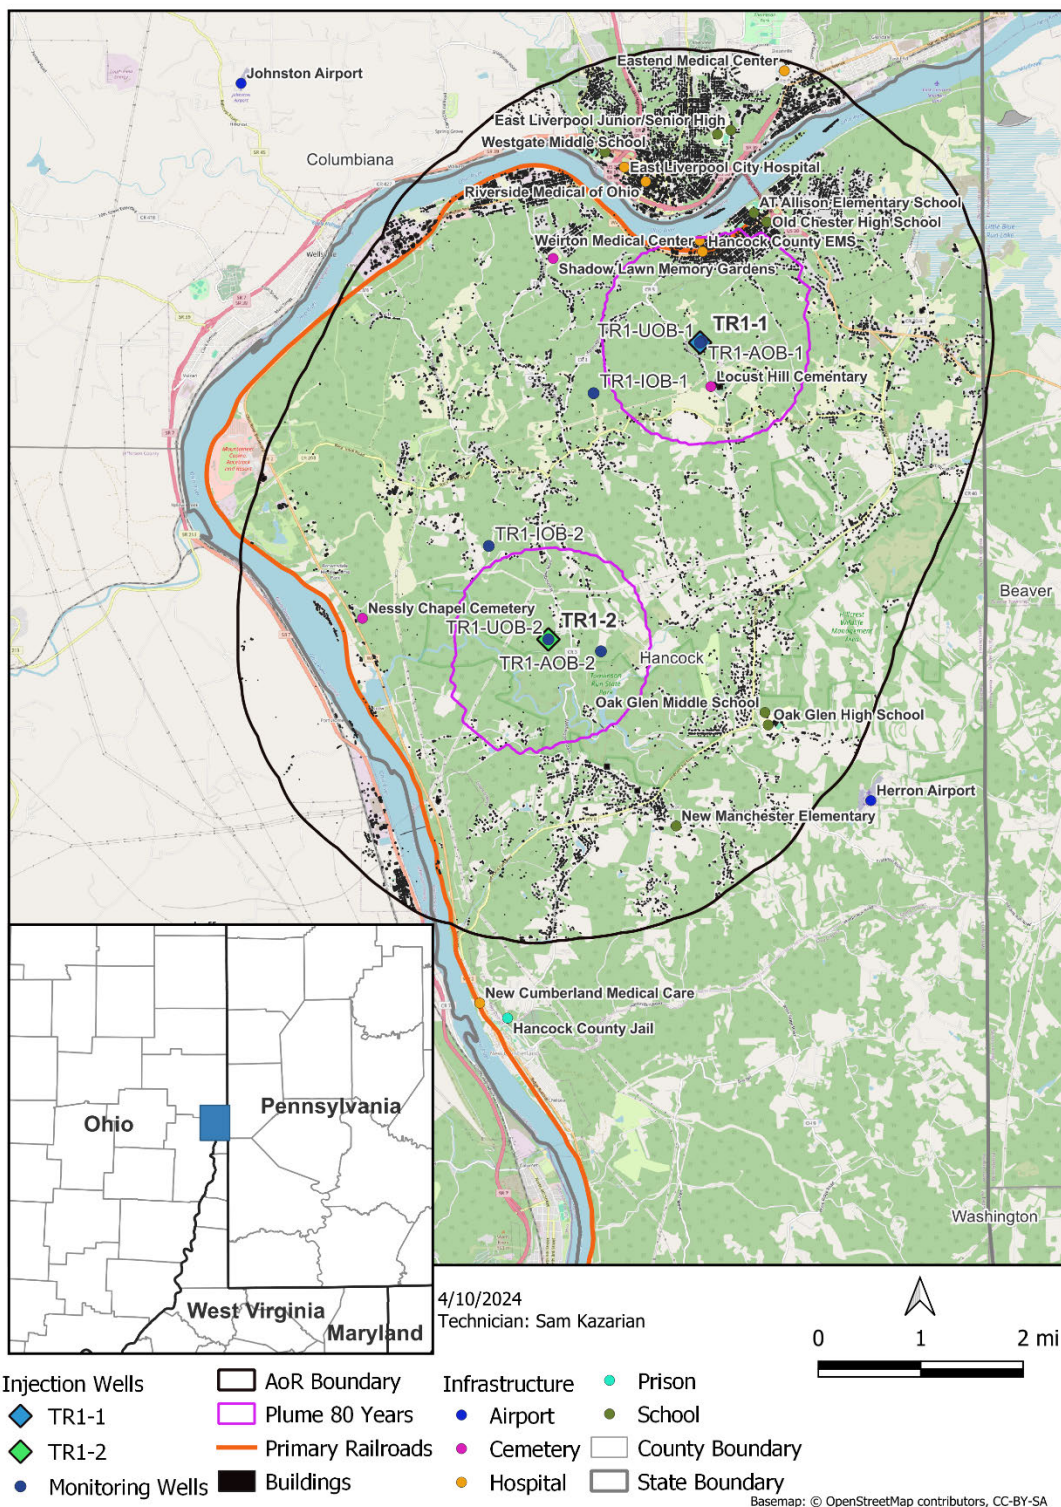 Eastend Medical Center
Johnston Airport
East Liverpool Junior/Senior High
Westgate Middle School
Columbiana
East Liverpool City Hospital
Riverside Medical of Ohio
AT Allison Elementary School
Old Chester High School
Weirton Medical Center
Hancock County EMS
Shadow Lawn Memory Gardens
TR1-UOB-1
TR1-1
TR1-AOB-1
TR1-IOB-1
Locust Hill Cementary
TR1-IOB-2
Beaver
Nessly Chapel Cemetery
TR1-UOB-2
TR1-2
TR1-AOB-2
Hancock
Oak Glen Middle School
Oak Glen High School
Herron Airport
New Manchester Elementary
New Cumberland Medical Care
Hancock County Jail
Washington
Ohio
Pennsylvania
West Virginia
Maryland
4/10/2024
Technician: Sam Kazarian
0 1 2 mi
Injection Wells
TR1-1
TR1-2
Monitoring Wells
AoR Boundary
Plume 80 Years
Primary Railroads
Buildings
Infrastructure
Airport
Cemetery
Hospital
Prison
School
County Boundary
State Boundary
Basemap: © OpenStreetMap contributors, CC-BY-SA